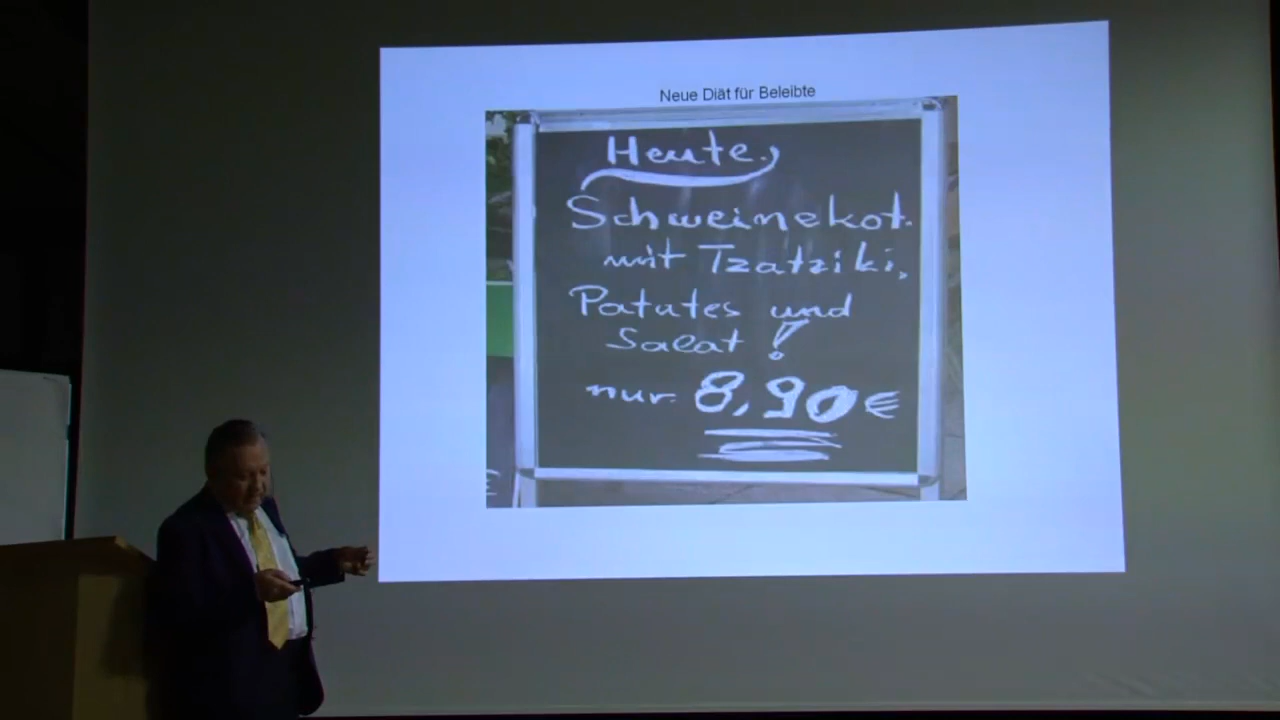 Neue Diät für Beleibte
Heute,
Schweinekot.
mit Tzatziki,
Patates und
Salat!
nur 8,90€